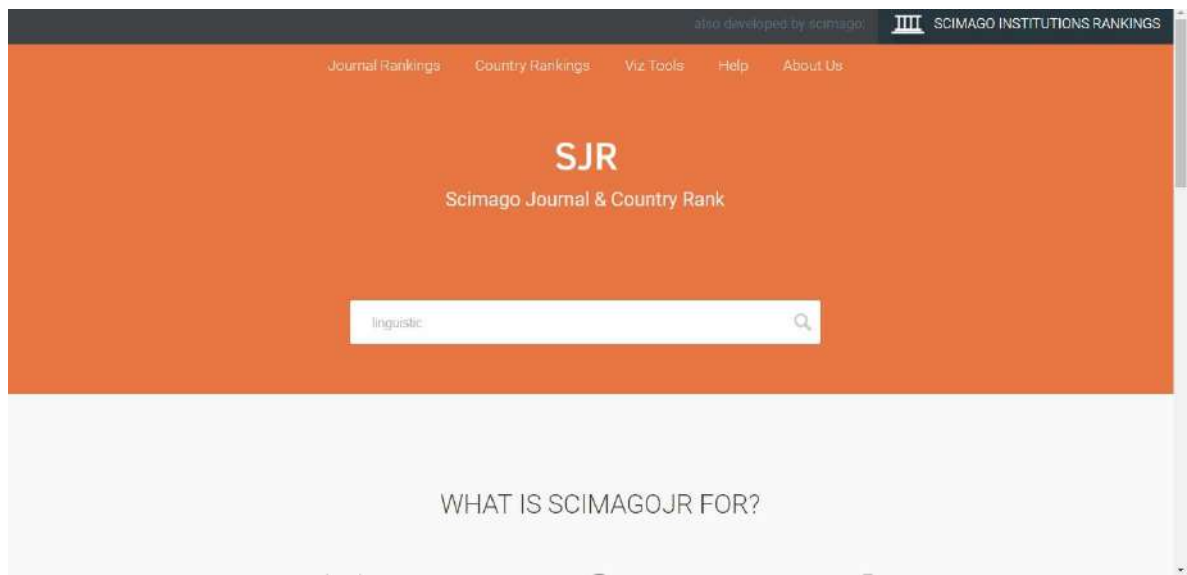 also developed by scimago:
SCIMAGO INSTITUTIONS RANKINGS
Journal Rankings Country Rankings Viz Tools Help About Us
SJR
Scimago Journal & Country Rank
linguistic
WHAT IS SCIMAGOJR FOR?